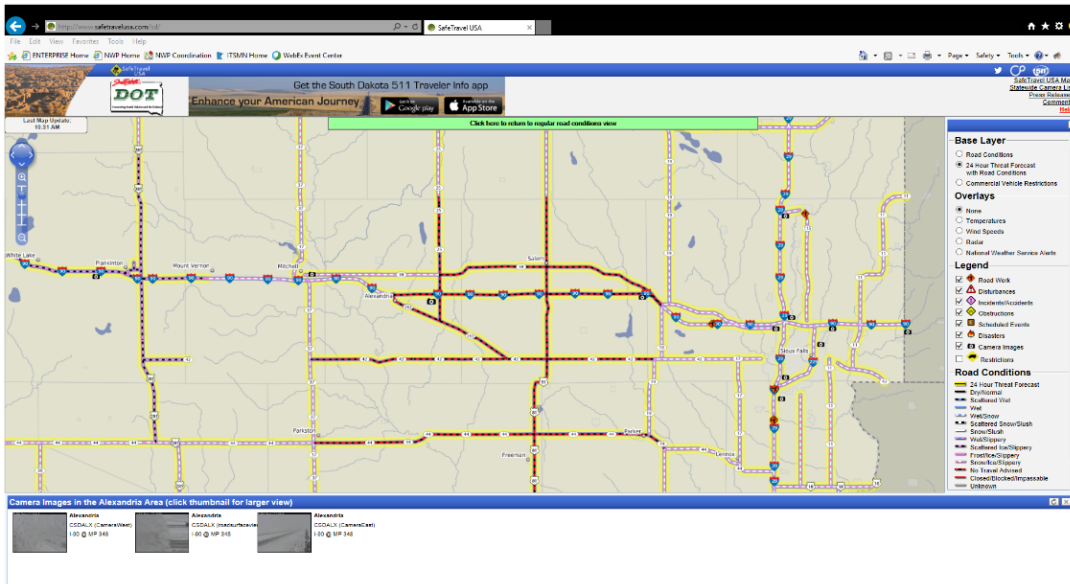 http://www.safetravelusa.com/sd/
SafeTravel USA
File Edit View Favorites Tools Help
ENTERPRISE Home NWP Home NWP Coordination ITSMN Home WebEx Event Center
Page Safety Tools
SafeTravel
USA
DOT
Get the South Dakota 511 Traveler Info app
Enhance your American Journey
Google play
App Store
511
SafeTravel USA Ma
Statewide Camera Lis
Press Release
Comment
Help
Last Map Update:
10:31 AM
Click here to return to regular road conditions view
White Lake
Plankinton
Mount Vernon
Mitchell
Alexandria
Salem
Sioux Falls
Parkston
Freeman
Parker
Lennox
Base Layer
Road Conditions
24 Hour Threat Forecast
with Road Conditions
Commercial Vehicle Restrictions
Overlays
None
Temperatures
Wind Speeds
Radar
National Weather Service Alerts
Legend
Road Work
Disturbances
Incidents/Accidents
Obstructions
Scheduled Events
Disasters
Camera Images
Restrictions
Road Conditions
24 Hour Threat Forecast
Dry/Normal
Scattered Wet
Wet
Wet/Snow
Scattered Snow/Slush
Snow/Slush
Wet/Slippery
Scattered Ice/Slippery
Frost/Ice/Slippery
Snow/Ice/Slippery
No Travel Advised
Closed/Blocked/Impassable
Unknown
Camera Images in the Alexandria Area (click thumbnail for larger view)
Alexandria
CSDALX (CameraWest)
I-90 @ MP 348
Alexandria
CSDALX (roadsurfacevie
I-90 @ MP 348
Alexandria
CSDALX (CameraEast)
I-90 @ MP 348